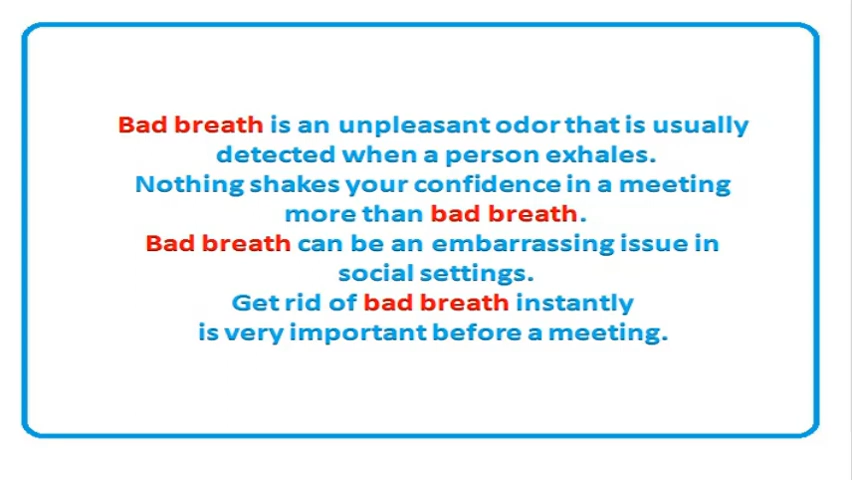 Bad breath is an unpleasant odor that is usually
detected when a person exhales.
Nothing shakes your confidence in a meeting
more than bad breath.
Bad breath can be an embarrassing issue in
social settings.
Get rid of bad breath instantly
is very important before a meeting.